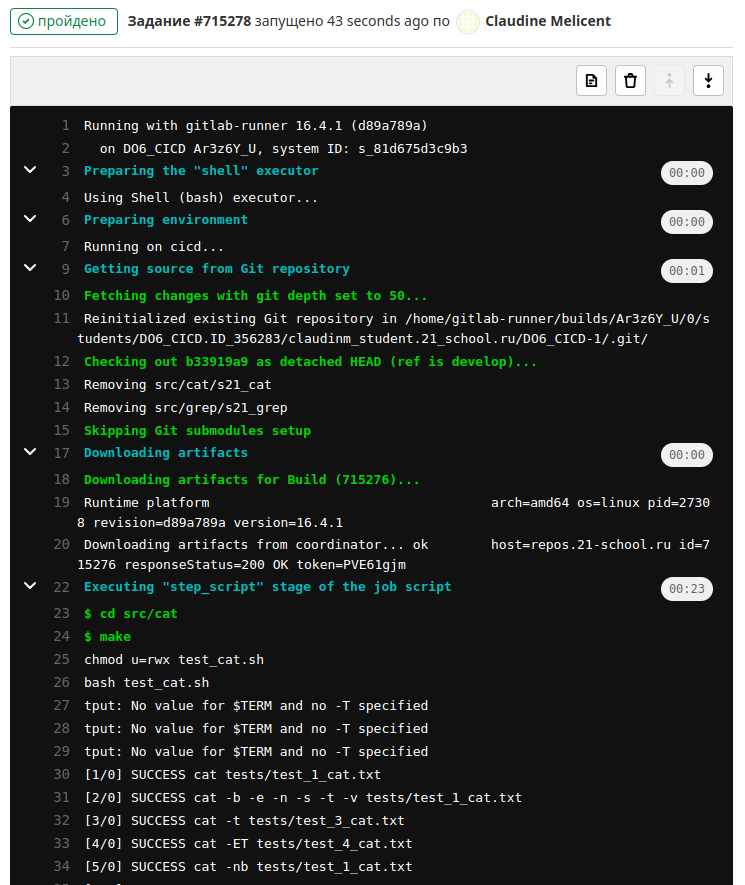 пройдено Задание #715278 запущено 43 seconds ago по Claudine Melicent
1 Running with gitlab-runner 16.4.1 (d89a789a)
2 on DO6_CICD Ar3z6Y_U, system ID: s_81d675d3c9b3
3 Preparing the "shell" executor 00:00
4 Using Shell (bash) executor...
6 Preparing environment 00:00
7 Running on cicd...
9 Getting source from Git repository 00:01
10 Fetching changes with git depth set to 50...
11 Reinitialized existing Git repository in /home/gitlab-runner/builds/Ar3z6Y_U/0/s
tudents/DO6_CICD.ID_356283/claudinm_student.21_school.ru/DO6_CICD-1/.git/
12 Checking out b33919a9 as detached HEAD (ref is develop)...
13 Removing src/cat/s21_cat
14 Removing src/grep/s21_grep
15 Skipping Git submodules setup
17 Downloading artifacts 00:00
18 Downloading artifacts for Build (715276)...
19 Runtime platform arch=amd64 os=linux pid=2730
8 revision=d89a789a version=16.4.1
20 Downloading artifacts from coordinator... ok host=repos.21-school.ru id=7
15276 responseStatus=200 OK token=PVE61gjm
22 Executing "step_script" stage of the job script 00:23
23 $ cd src/cat
24 $ make
25 chmod u=rwx test_cat.sh
26 bash test_cat.sh
27 tput: No value for $TERM and no -T specified
28 tput: No value for $TERM and no -T specified
29 tput: No value for $TERM and no -T specified
30 [1/0] SUCCESS cat tests/test_1_cat.txt
31 [2/0] SUCCESS cat -b -e -n -s -t -v tests/test_1_cat.txt
32 [3/0] SUCCESS cat -t tests/test_3_cat.txt
33 [4/0] SUCCESS cat -ET tests/test_4_cat.txt
34 [5/0] SUCCESS cat -nb tests/test_1_cat.txt